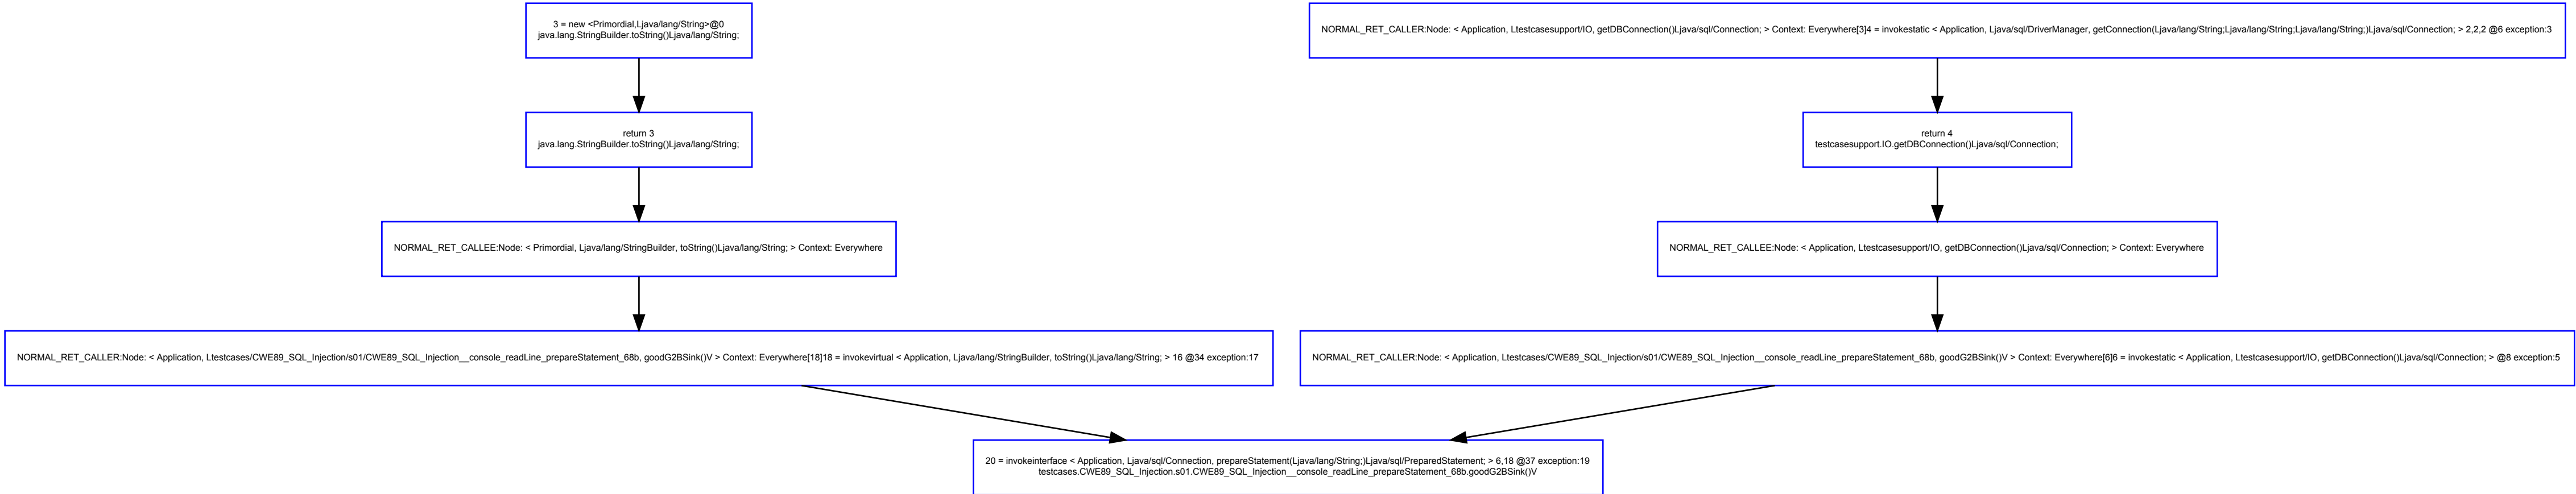 3 = new <Primordial,Ljava/lang/String>@0
java.lang.StringBuilder.toString()Ljava/lang/String;
NORMAL_RET_CALLER:Node: < Application, Ltestcasesupport/IO, getDBConnection()Ljava/sql/Connection; > Context: Everywhere[3]4 = invokestatic < Application, Ljava/sql/DriverManager, getConnection(Ljava/lang/String;Ljava/lang/String;Ljava/lang/String;)Ljava/sql/Connection; > 2,2,2 @6 exception:3
return 3
java.lang.StringBuilder.toString()Ljava/lang/String;
return 4
testcasesupport.IO.getDBConnection()Ljava/sql/Connection;
NORMAL_RET_CALLEE:Node: < Primordial, Ljava/lang/StringBuilder, toString()Ljava/lang/String; > Context: Everywhere
NORMAL_RET_CALLEE:Node: < Application, Ltestcasesupport/IO, getDBConnection()Ljava/sql/Connection; > Context: Everywhere
NORMAL_RET_CALLER:Node: < Application, Ltestcases/CWE89_SQL_Injection/s01/CWE89_SQL_Injection__console_readLine_prepareStatement_68b, goodG2BSink()V > Context: Everywhere[18]18 = invokevirtual < Application, Ljava/lang/StringBuilder, toString()Ljava/lang/String; > 16 @34 exception:17
NORMAL_RET_CALLER:Node: < Application, Ltestcases/CWE89_SQL_Injection/s01/CWE89_SQL_Injection__console_readLine_prepareStatement_68b, goodG2BSink()V > Context: Everywhere[6]6 = invokestatic < Application, Ltestcasesupport/IO, getDBConnection()Ljava/sql/Connection; > @8 exception:5
20 = invokeinterface < Application, Ljava/sql/Connection, prepareStatement(Ljava/lang/String;)Ljava/sql/PreparedStatement; > 6,18 @37 exception:19
testcases.CWE89_SQL_Injection.s01.CWE89_SQL_Injection__console_readLine_prepareStatement_68b.goodG2BSink()V